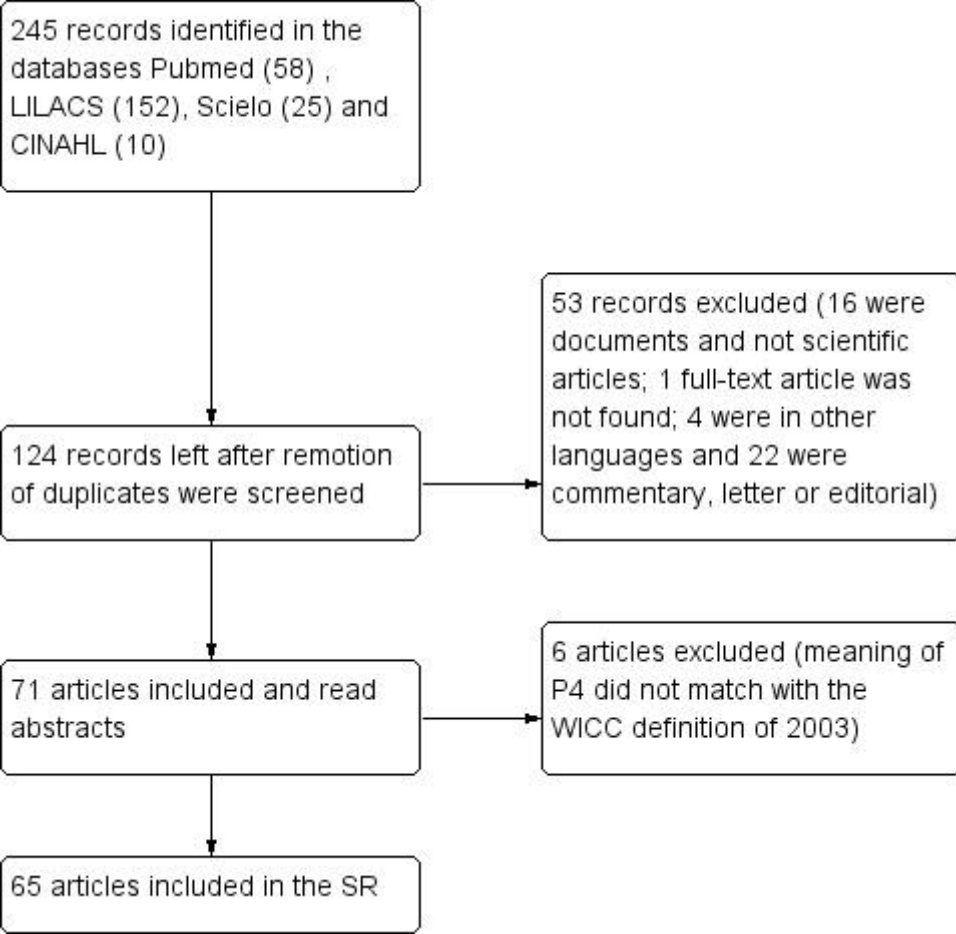 245 records identified in the
databases Pubmed (58) ,
LILACS (152), Scielo (25) and
CINAHL (10)
53 records excluded (16 were
documents and not scientific
articles; 1 full-text article was
not found; 4 were in other
languages and 22 were
commentary, letter or editorial)
124 records left after remotion
of duplicates were screened
6 articles excluded (meaning of
P4 did not match with the
WICC definition of 2003)
71 articles included and read
abstracts
65 articles included in the SR